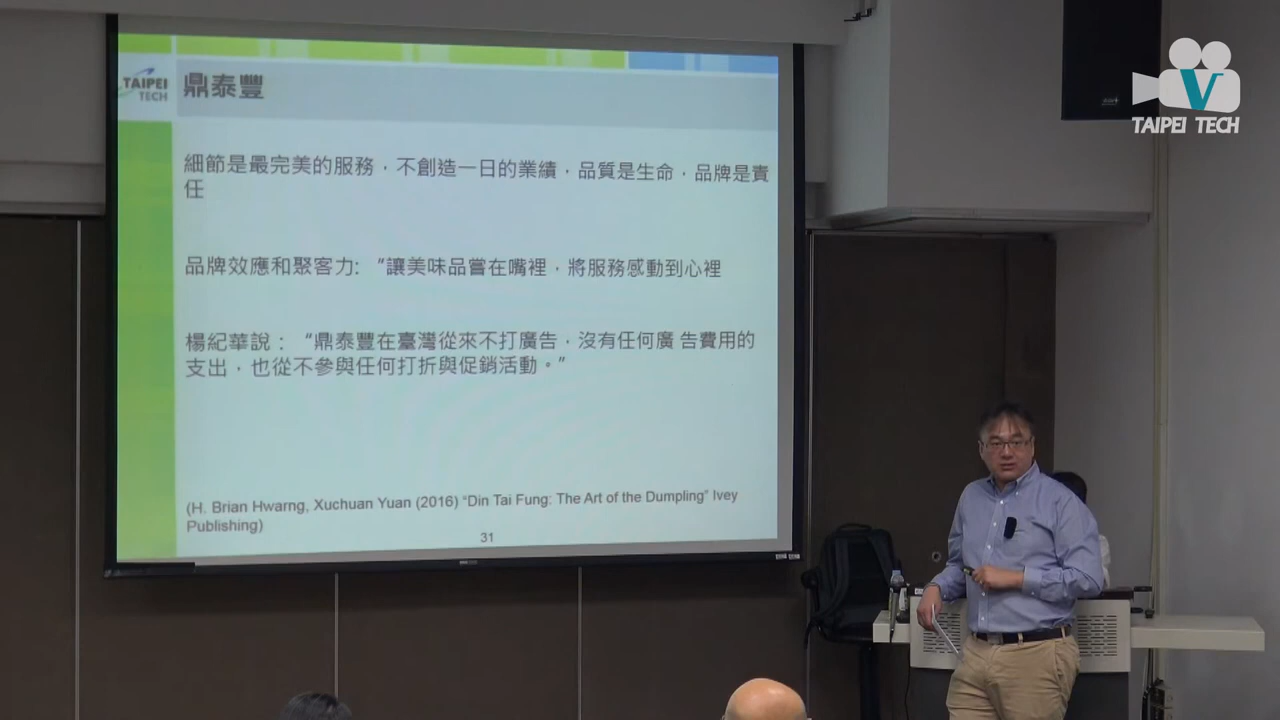 TAIPEI
TECH
鼎泰豐
細節是最完美的服務，不創造一日的業績，品質是生命，品牌是責
任
品牌效應和聚客力: “讓美味品嘗在嘴裡，將服務感動到心裡
楊紀華說： “鼎泰豐在臺灣從來不打廣告，沒有任何廣 告費用的
支出，也從不參與任何打折與促銷活動。”
(H. Brian Hwarng, Xuchuan Yuan (2016) “Din Tai Fung: The Art of the Dumpling” Ivey
Publishing)
31
V
TAIPEI TECH